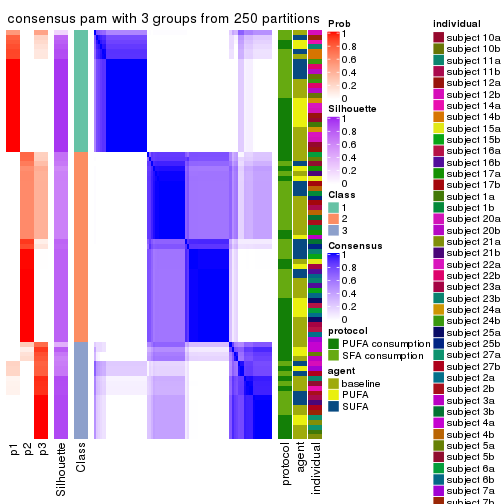 consensus pam with 3 groups from 250 partitions
Prob
1
0.8
0.6
0.4
0.2
0
Silhouette
1
0.8
0.6
0.4
0.2
0
Class
1
2
3
Consensus
1
0.8
0.6
0.4
0.2
0
protocol
PUFA consumption
SFA consumption
agent
baseline
PUFA
SUFA
individual
subject 10a
subject 10b
subject 11a
subject 11b
subject 12a
subject 12b
subject 14a
subject 14b
subject 15a
subject 15b
subject 16a
subject 16b
subject 17a
subject 17b
subject 1a
subject 1b
subject 20a
subject 20b
subject 21a
subject 21b
subject 22a
subject 22b
subject 23a
subject 23b
subject 24a
subject 24b
subject 25a
subject 25b
subject 27a
subject 27b
subject 2a
subject 2b
subject 3a
subject 3b
subject 4a
subject 4b
subject 5a
subject 5b
subject 6a
subject 6b
subject 7a
subject 7b
p1
p2
p3
Silhouette
Class
protocol
agent
individual